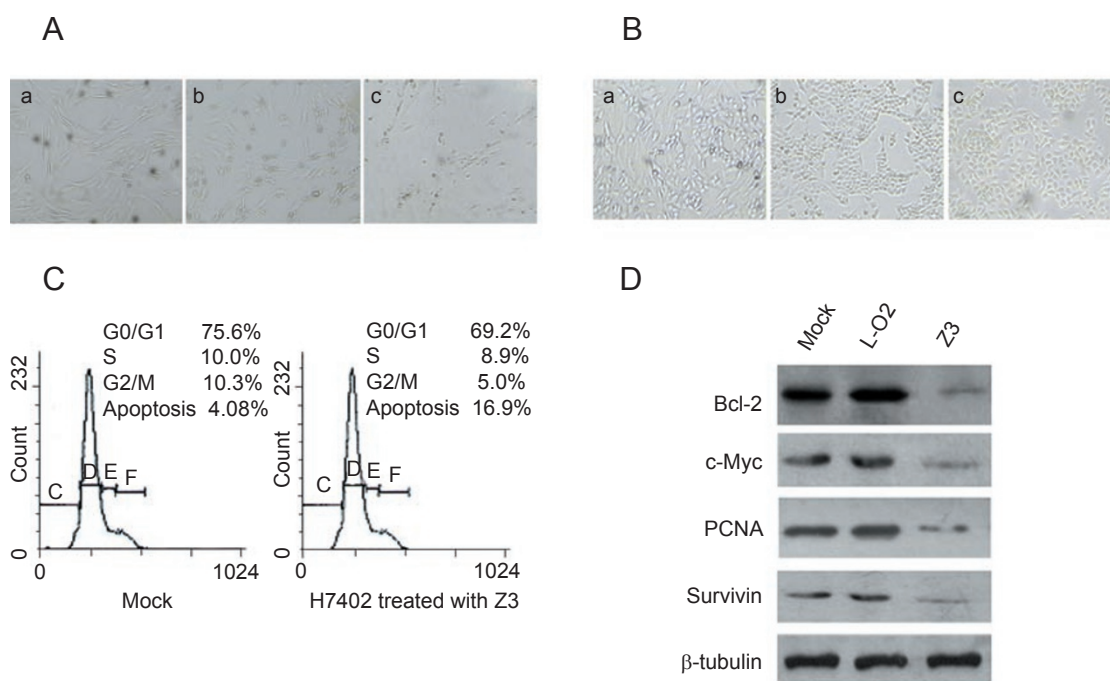 A
B
a
b
c
a
b
c
C
D
G0/G1 75.6%
S 10.0%
G2/M 10.3%
Apoptosis 4.08%
232
Count
0
C
D
E
F
0
1024
Mock
G0/G1 69.2%
S 8.9%
G2/M 5.0%
Apoptosis 16.9%
232
Count
0
C
D
E
F
0
1024
H7402 treated with Z3
Mock
L-O2
Z3
Bcl-2
c-Myc
PCNA
Survivin
β-tubulin